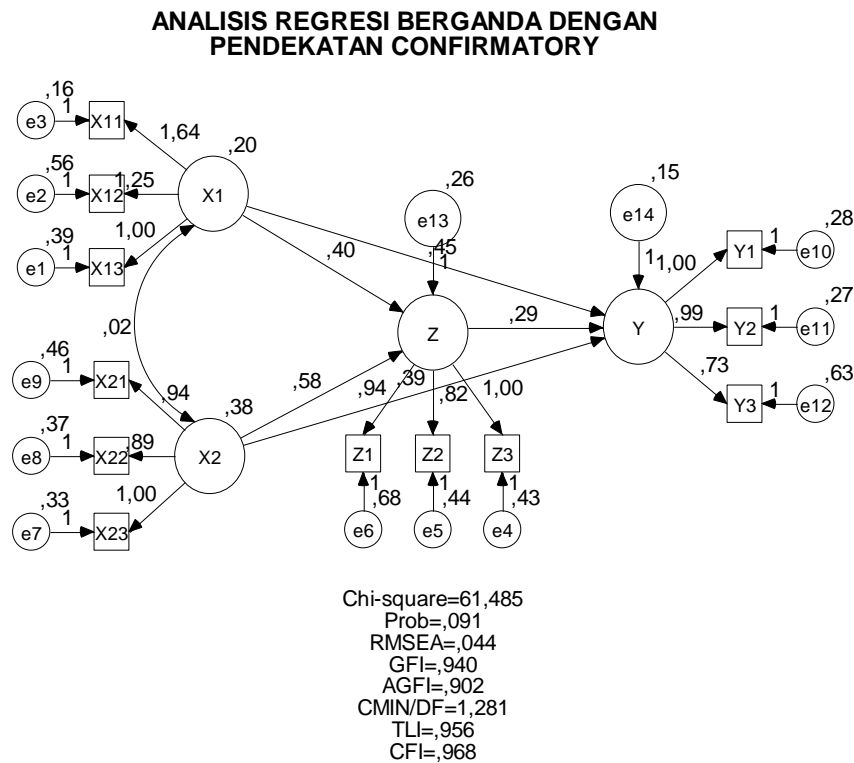 ANALISIS REGRESI BERGANDA DENGAN
PENDEKATAN CONFIRMATORY
,16
e3 1 X11
1,64
,20
X1
,56
e2 1 X12 1,25
,39
e1 1 X13 1,00
,02
,46
e9 1 X21
,94
,38
X2
,37
e8 1 X22 ,89
,33
e7 1 X23 1,00
,26
e13
1
,40
,45
,58
,39
Z
,29
,94
,82
1,00
Z1 Z2 Z3
1 1 1
,68 ,44 ,43
e6 e5 e4
,15
e14
1
Y
1,00
Y1 1 e10 ,28
,99
Y2 1 e11 ,27
,73
Y3 1 e12 ,63
Chi-square=61,485
Prob=,091
RMSEA=,044
GFI=,940
AGFI=,902
CMIN/DF=1,281
TLI=,956
CFI=,968